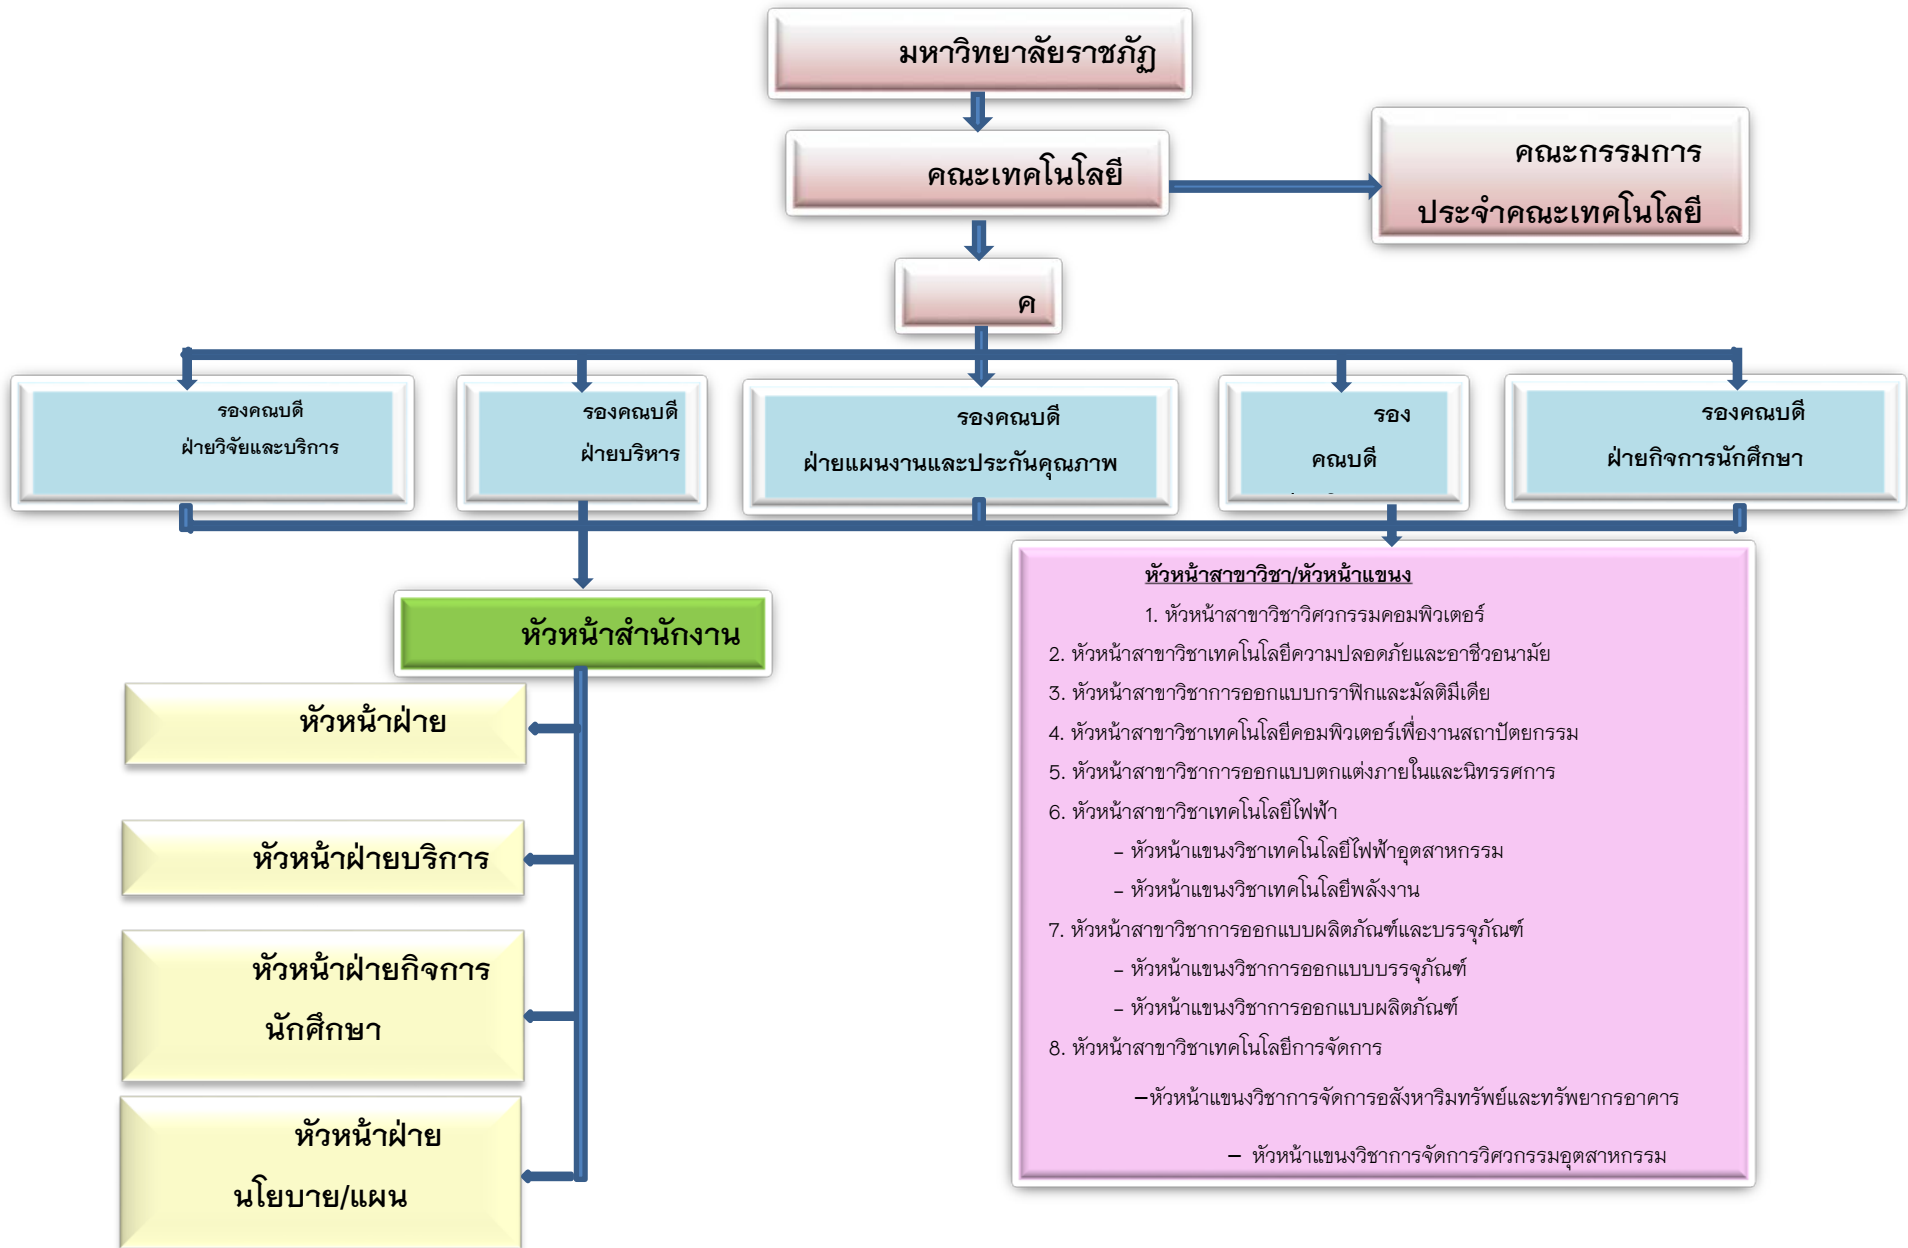 มหาวิทยาลัยราชภัฏ
คณะเทคโนโลยี
คณะกรรมการ
ประจำคณะเทคโนโลยี
ค
รองคณบดี
ฝ่ายวิจัยและบริการ
รองคณบดี
ฝ่ายบริหาร
รองคณบดี
ฝ่ายแผนงานและประกันคุณภาพ
รอง
คณบดี
รองคณบดี
ฝ่ายกิจการนักศึกษา
หัวหน้าสำนักงาน
หัวหน้าฝ่าย
หัวหน้าฝ่ายบริการ
หัวหน้าฝ่ายกิจการ
นักศึกษา
หัวหน้าฝ่าย
นโยบาย/แผน
หัวหน้าสาขาวิชา/หัวหน้าแขนง
1. หัวหน้าสาขาวิชาวิศวกรรมคอมพิวเตอร์
2. หัวหน้าสาขาวิชาเทคโนโลยีความปลอดภัยและอาชีวอนามัย
3. หัวหน้าสาขาวิชาการออกแบบกราฟิกและมัลติมีเดีย
4. หัวหน้าสาขาวิชาเทคโนโลยีคอมพิวเตอร์เพื่องานสถาปัตยกรรม
5. หัวหน้าสาขาวิชาการออกแบบตกแต่งภายในและนิทรรศการ
6. หัวหน้าสาขาวิชาเทคโนโลยีไฟฟ้า
– หัวหน้าแขนงวิชาเทคโนโลยีไฟฟ้าอุตสาหกรรม
– หัวหน้าแขนงวิชาเทคโนโลยีพลังงาน
7. หัวหน้าสาขาวิชาการออกแบบผลิตภัณฑ์และบรรจุภัณฑ์
– หัวหน้าแขนงวิชาการออกแบบบรรจุภัณฑ์
– หัวหน้าแขนงวิชาการออกแบบผลิตภัณฑ์
8. หัวหน้าสาขาวิชาเทคโนโลยีการจัดการ
–หัวหน้าแขนงวิชาการจัดการอสังหาริมทรัพย์และทรัพยากรอาคาร
– หัวหน้าแขนงวิชาการจัดการวิศวกรรมอุตสาหกรรม